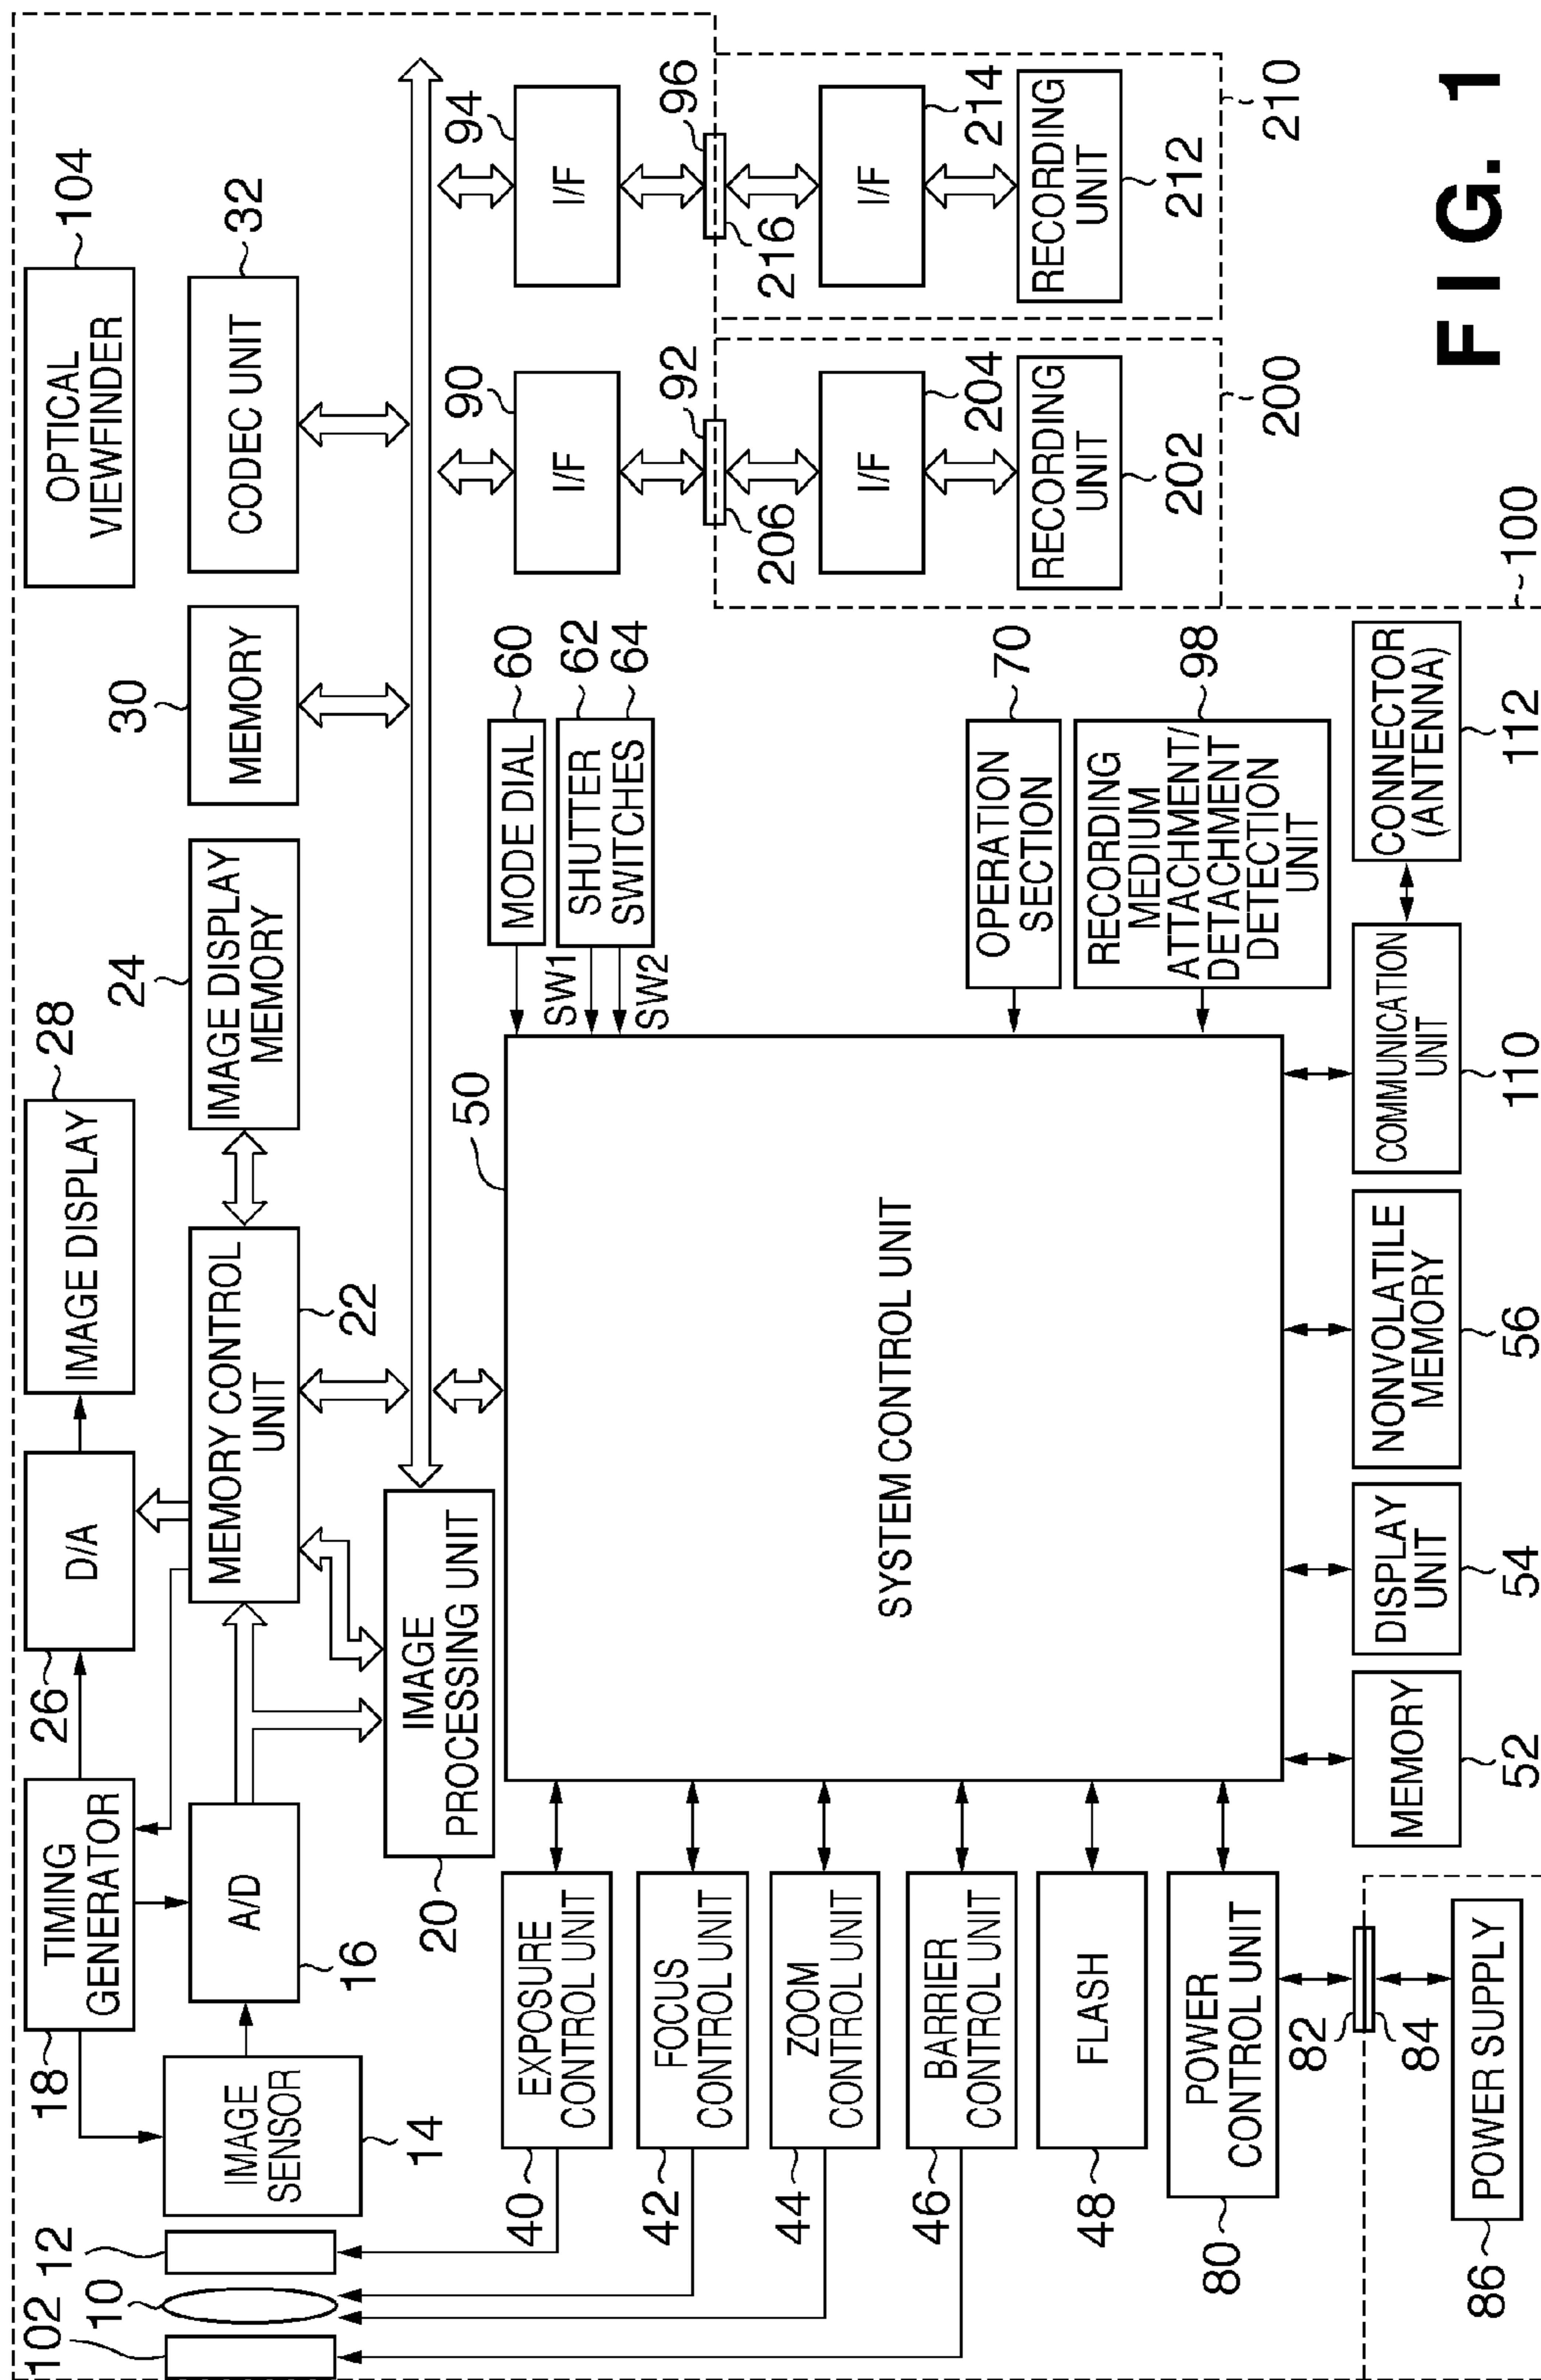 102
12
10
18
TIMING
GENERATOR
26
D/A
28
IMAGE DISPLAY
OPTICAL
VIEWFINDER
104
IMAGE
SENSOR
14
A/D
16
MEMORY CONTROL
UNIT
22
24
IMAGE DISPLAY
MEMORY
30
MEMORY
CODEC UNIT
32
20
IMAGE
PROCESSING UNIT
50
SYSTEM CONTROL UNIT
40
EXPOSURE
CONTROL UNIT
42
FOCUS
CONTROL UNIT
44
ZOOM
CONTROL UNIT
46
BARRIER
CONTROL UNIT
48
FLASH
80
POWER
CONTROL UNIT
82
84
86
POWER SUPPLY
MODE DIAL
60
SW1
SW2
SHUTTER
SWITCHES
62
64
OPERATION
SECTION
70
RECORDING
MEDIUM
ATTACHMENT/
DETACHMENT
DETECTION
UNIT
98
MEMORY
52
DISPLAY
UNIT
54
NONVOLATILE
MEMORY
56
COMMUNICATION
UNIT
110
CONNECTOR
(ANTENNA)
112
90
I/F
92
206
I/F
204
RECORDING
UNIT
202
200
94
I/F
96
216
I/F
214
RECORDING
UNIT
212
210
100
FIG. 1